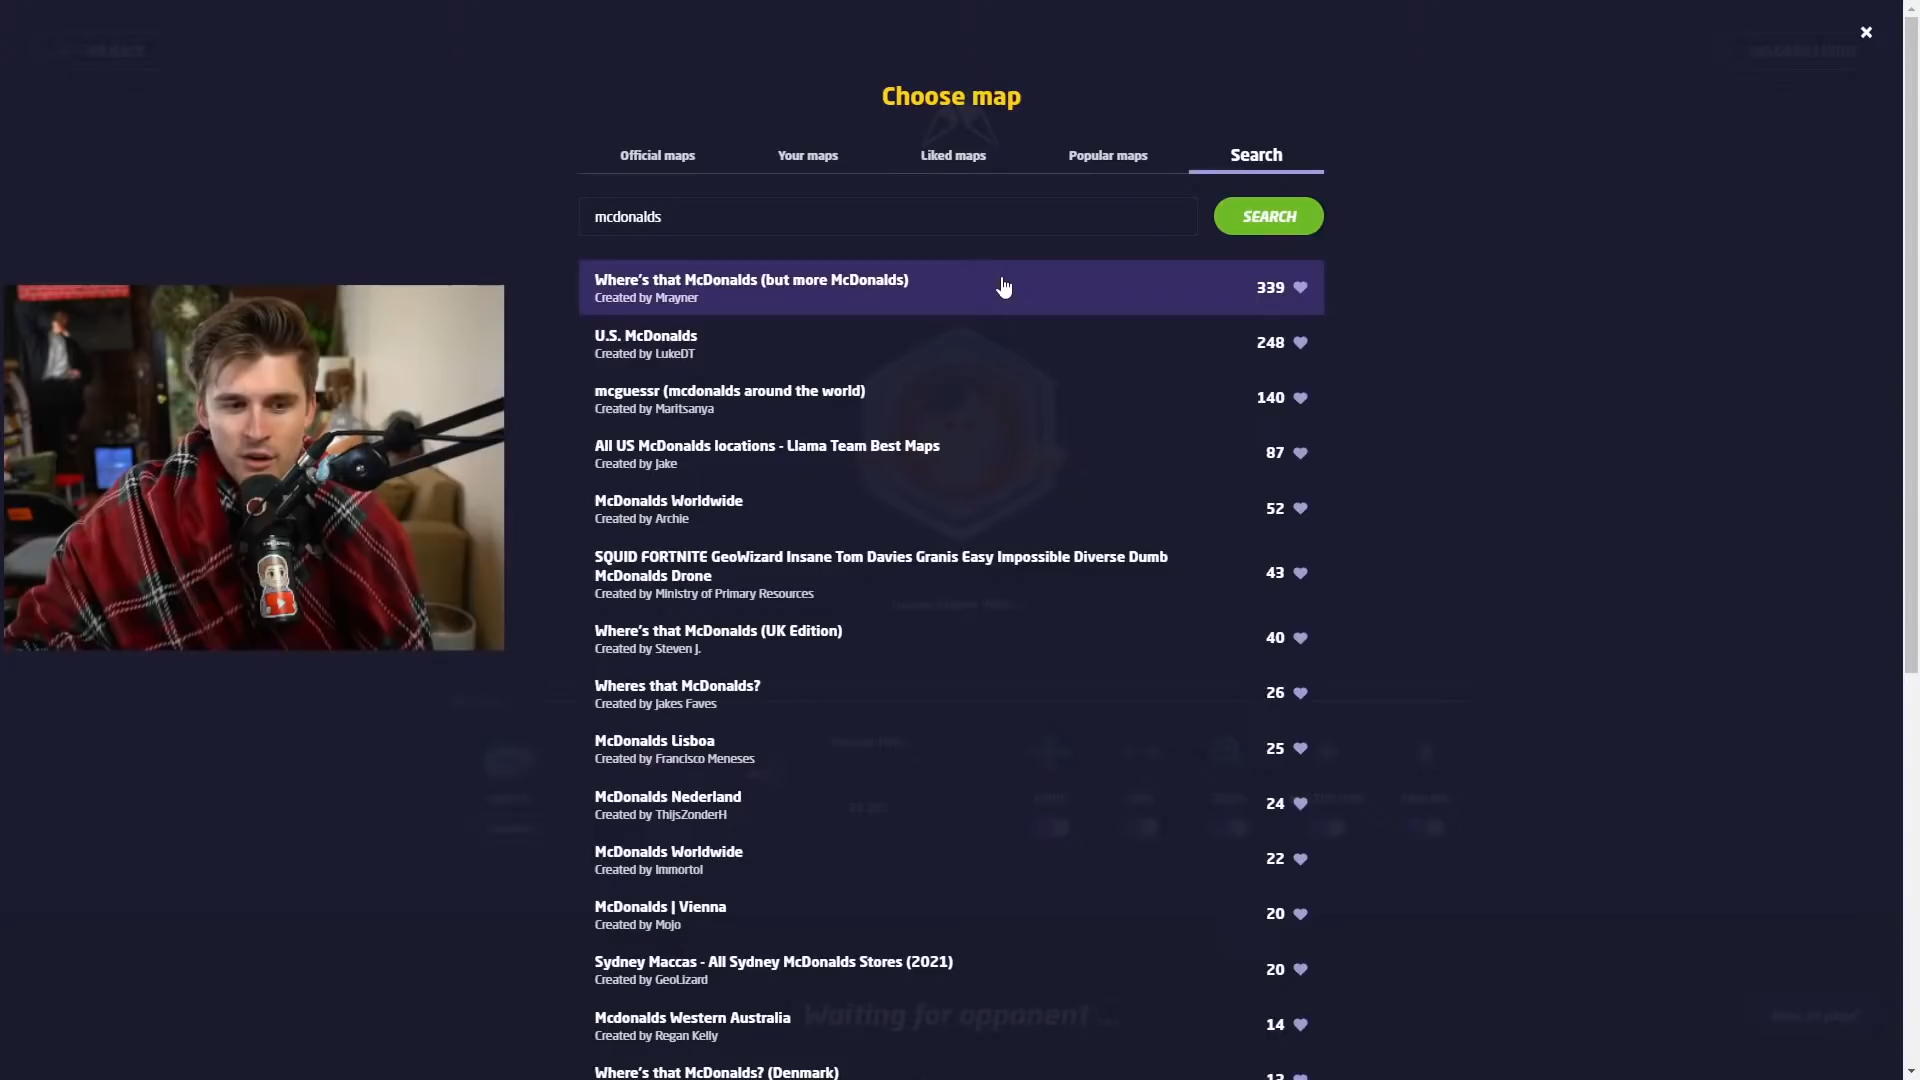 Choose map
Official maps
Your maps
Liked maps
Popular maps
Search
mcdonalds
SEARCH
Where's that McDonalds (but more McDonalds)
Created by Mrayner
339
U.S. McDonalds
Created by LukeDT
248
mcguessr (mcdonalds around the world)
Created by Maritsanya
140
All US McDonalds locations - Llama Team Best Maps
Created by Jake
87
McDonalds Worldwide
Created by Archie
52
SQUID FORTNITE GeoWizard Insane Tom Davies Granis Easy Impossible Diverse Dumb
McDonalds Drone
Created by Ministry of Primary Resources
43
Where's that McDonalds (UK Edition)
Created by Steven J.
40
Wheres that McDonalds?
Created by Jakes Faves
26
McDonalds Lisboa
Created by Francisco Meneses
25
McDonalds Nederland
Created by ThijsZonderH
24
McDonalds Worldwide
Created by Immortol
22
McDonalds | Vienna
Created by Mojo
20
Sydney Maccas - All Sydney McDonalds Stores (2021)
Created by GeoLizard
20
Mcdonalds Western Australia
Created by Regan Kelly
14
Waiting for opponent ...
Where's that McDonalds? (Denmark)